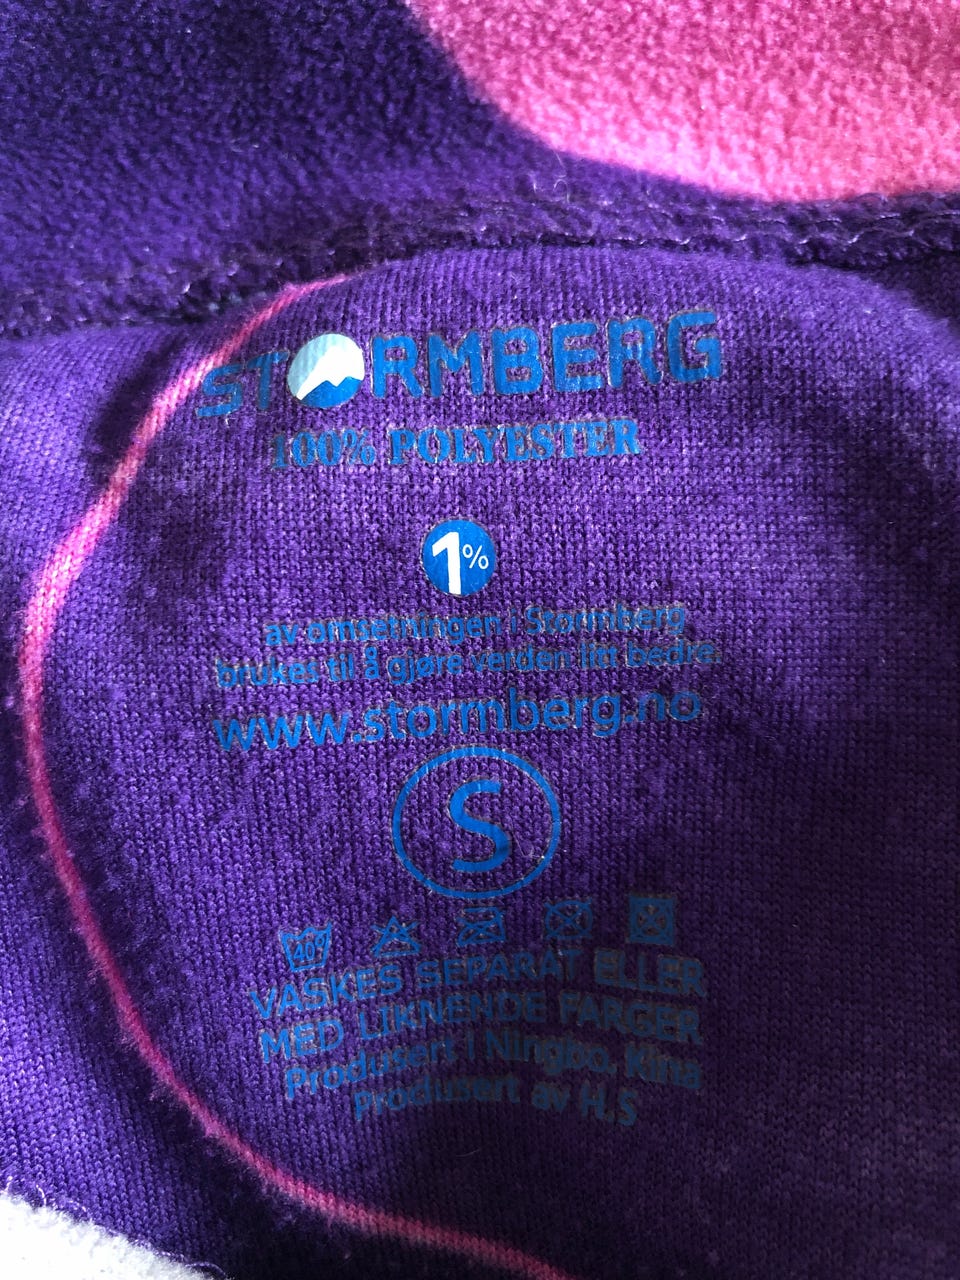 STORMBERG
100% POLYESTER
1%
av omsetningen i Stormberg
brukes til å gjøre verden litt bedre.
www.stormberg.no
S
40°
VASKES SEPARAT ELLER
MED LIKNENDE FARGER
Produsert i Ningbo, Kina
Produsert av H.S